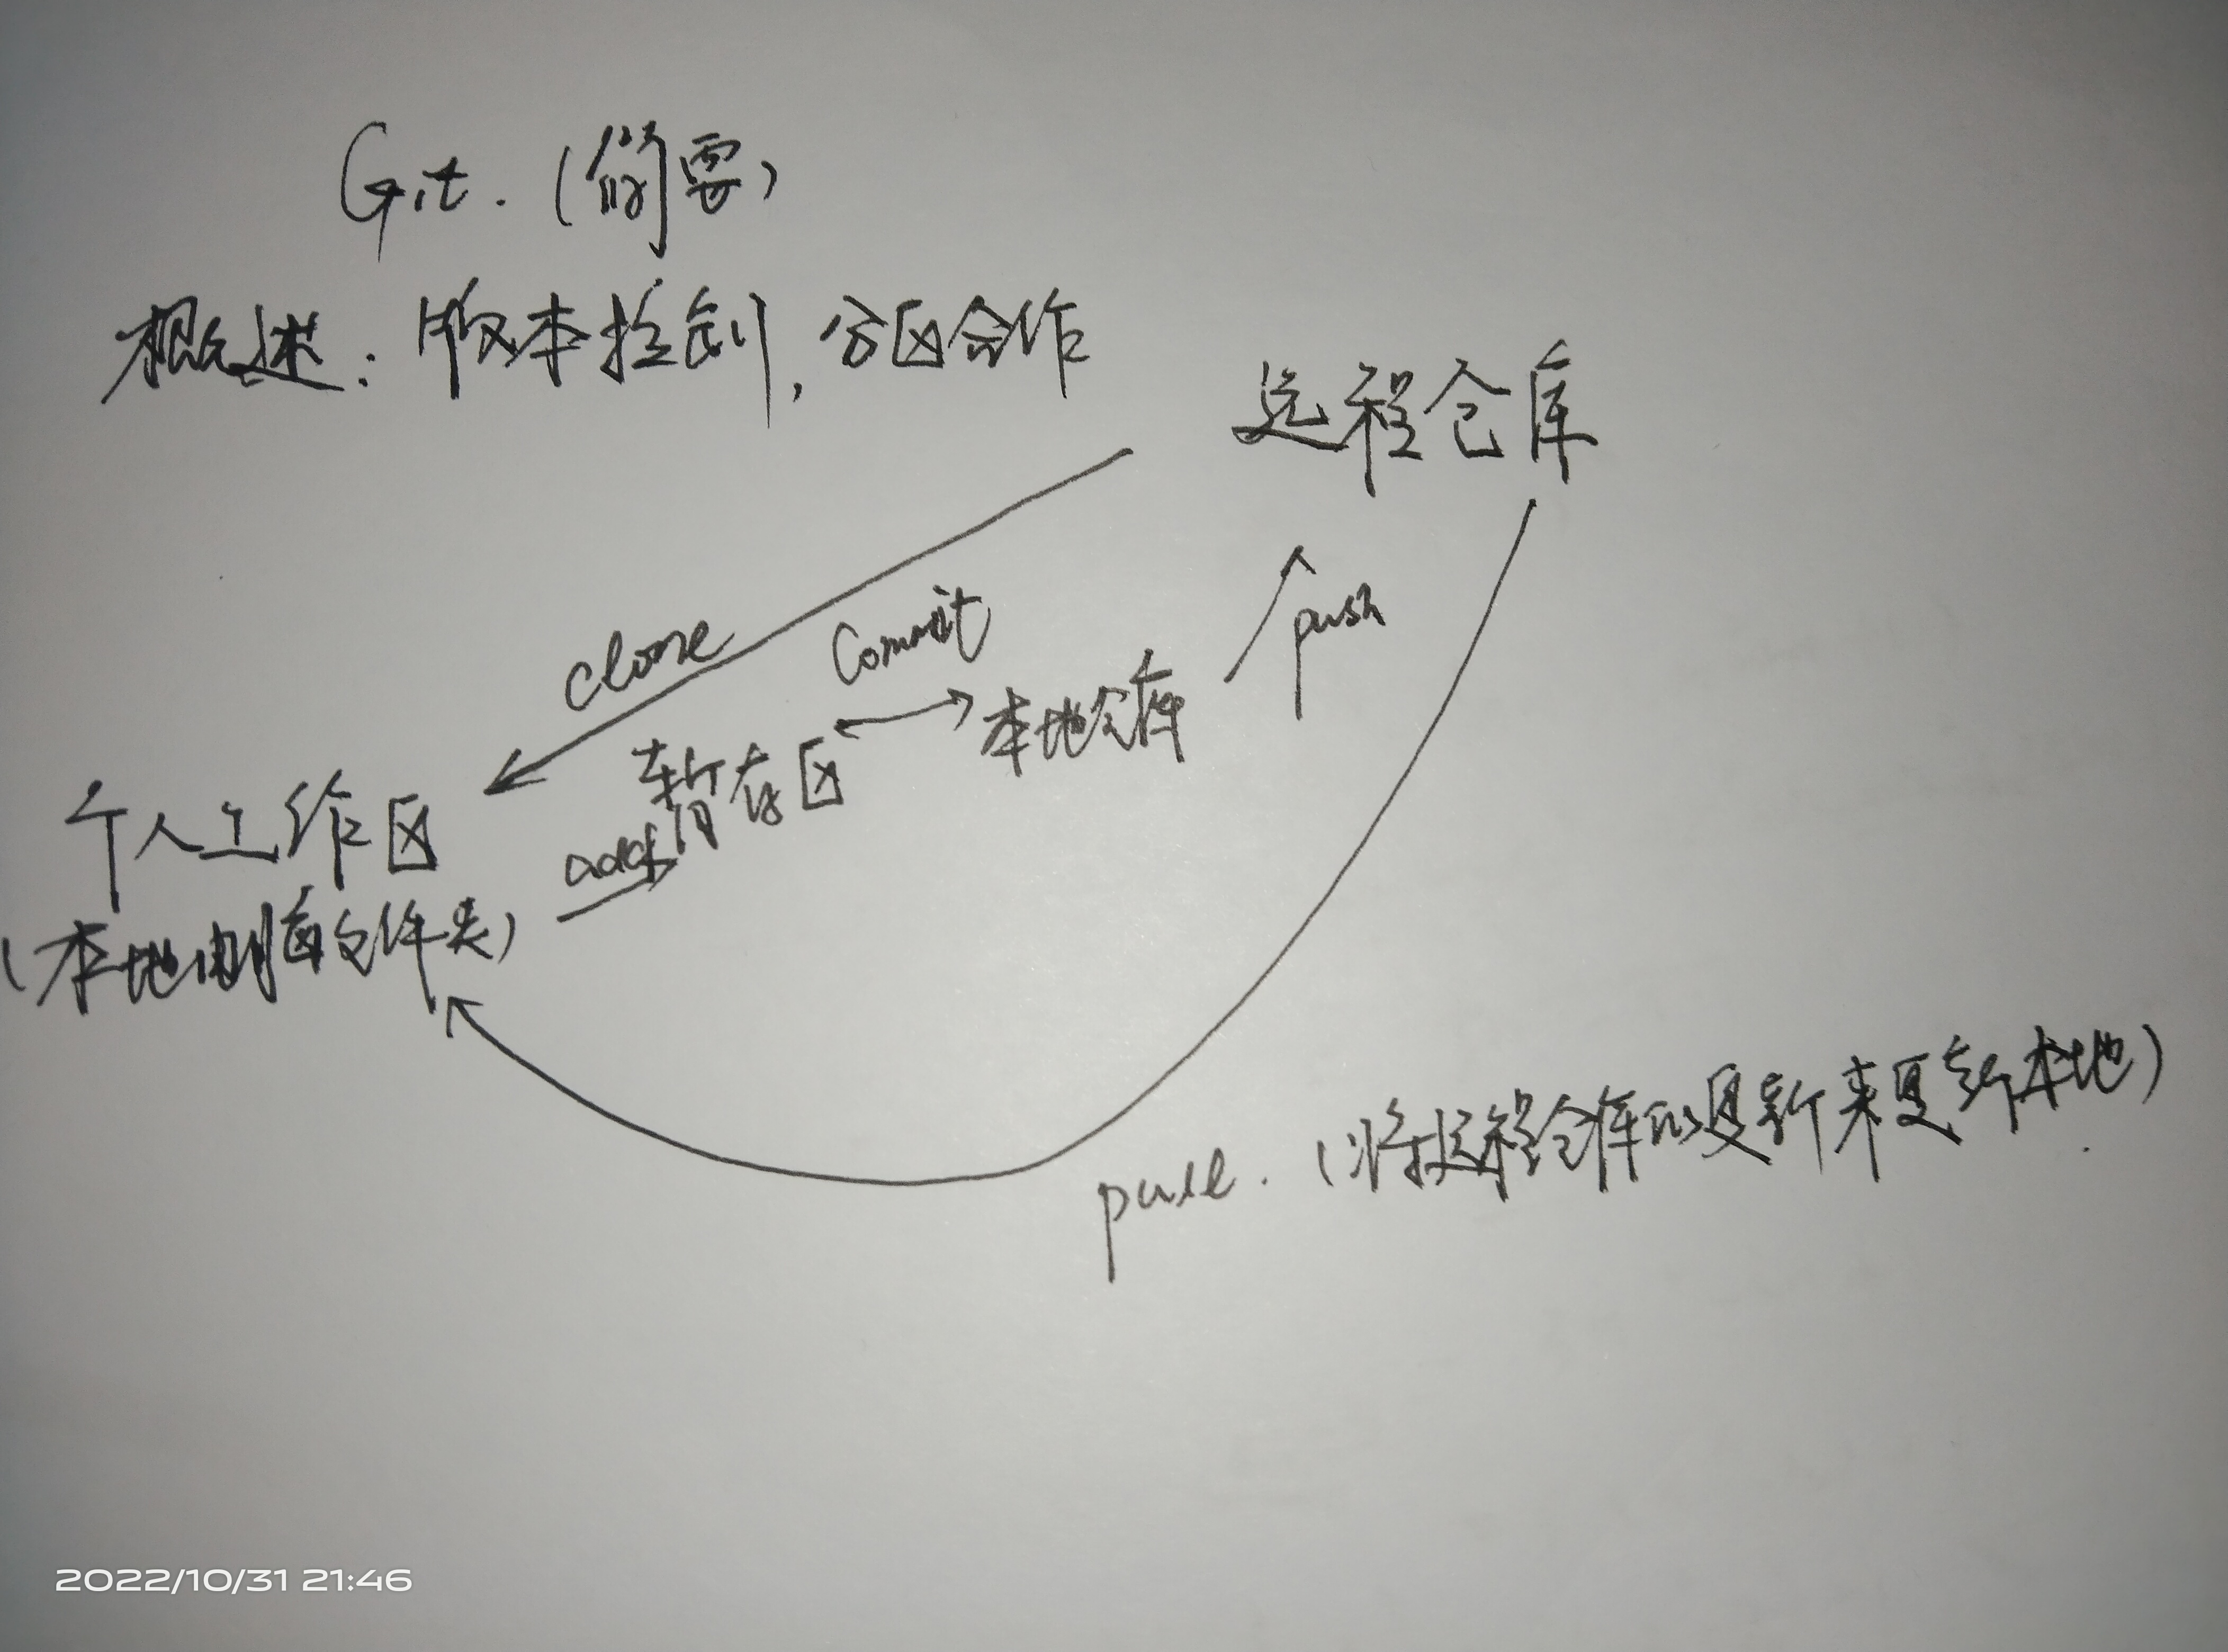 Git. (简要)
概述: 版本控制, 分区合作
远程仓库
clone
Commit
push
本地仓库
暂存区
add
个人工作区
(本地电脑的文件夹)
pull. (将远程仓库的更新来更新本地)
2022/10/31 21:46